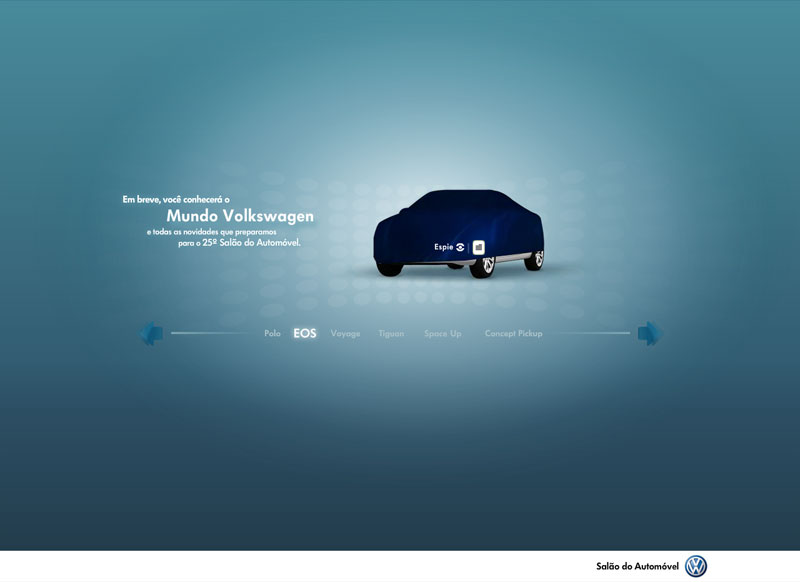 Em breve, você conhecerá o
Mundo Volkswagen
e todas as novidades que preparamos
para o 25º Salão do Automóvel.
Espie
Polo EOS Voyage Tiguan Space Up Concept Pickup
Salão do Automóvel